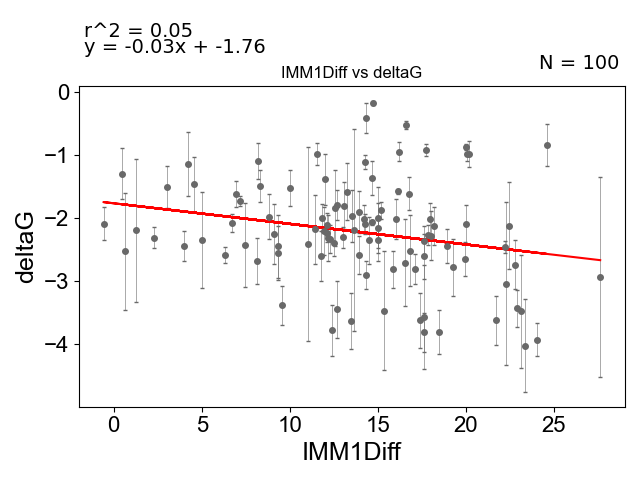 r^2 = 0.05
y = -0.03x + -1.76
N = 100
IMM1Diff vs deltaG
deltaG
0
−1
−2
−3
−4
0 5 10 15 20 25
IMM1Diff